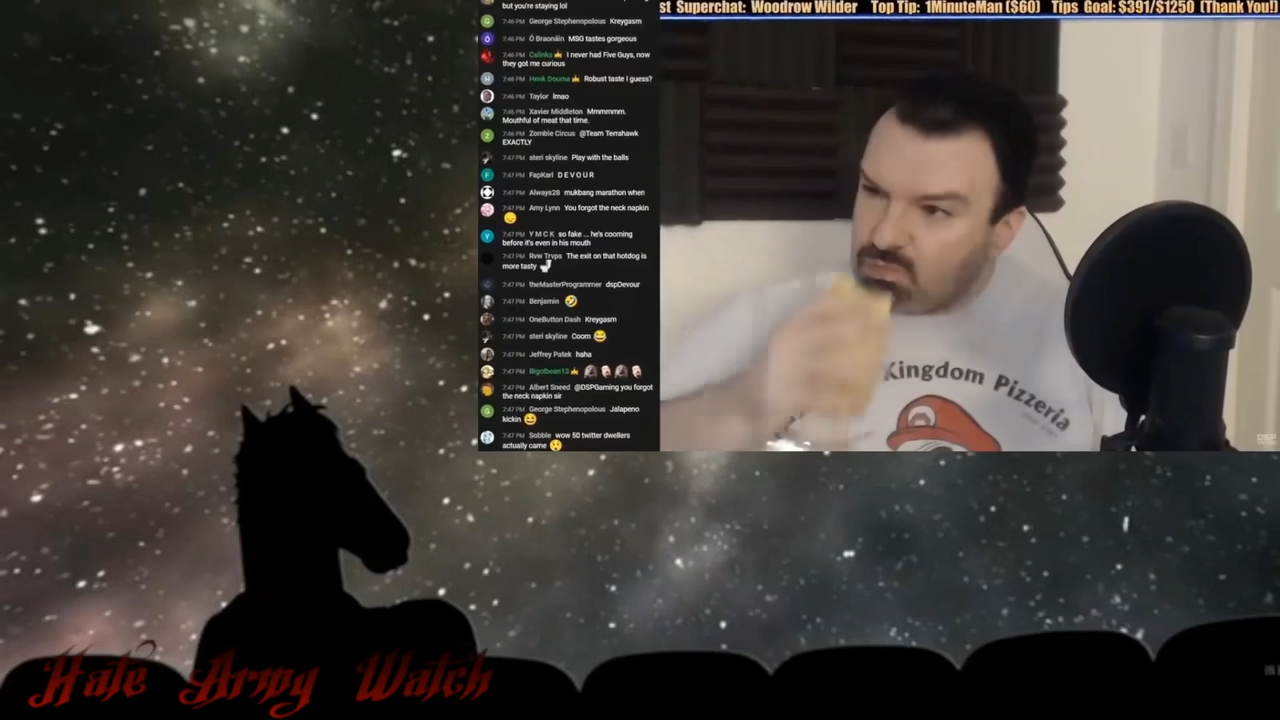 but you're staying lol
7:46 PM George Stephenopolous Kreygasm
7:46 PM Ó Braonáin MSG tastes gorgeous
7:46 PM Calinks I never had Five Guys, now
they got me curious
7:46 PM Henk Douma Robust taste I guess?
7:46 PM Taylor lmao
7:46 PM Xavier Middleton Mmmmmm.
Mouthful of meat that time.
7:46 PM Zombie Circus @Team Terrahawk
EXACTLY
7:47 PM steri skyline Play with the balls
7:47 PM FapKarl D E V O U R
7:47 PM Always28 mukbang marathon when
7:47 PM Amy Lynn You forgot the neck napkin
7:47 PM Y M C K so fake ... he's cooming
before it's even in his mouth
7:47 PM Rvw Trvps The exit on that hotdog is
more tasty
7:47 PM theMasterProgrammer dspDevour
7:47 PM Benjamin
7:47 PM OneButton Dash Kreygasm
7:47 PM steri skyline Coom
7:47 PM Jeffrey Patek haha
7:47 PM Bigolbean13
7:47 PM Albert Sneed @DSPGaming you forgot
the neck napkin sir
7:47 PM George Stephenopolous Jalapeno
kickin
7:47 PM Sobble wow 50 twitter dwellers
actually came
st Superchat: Woodrow Wilder Top Tip: 1MinuteMan ($60) Tips Goal: $391/$1250 (Thank You!)
Kingdom Pizzeria
DSP
Hate Army Watch